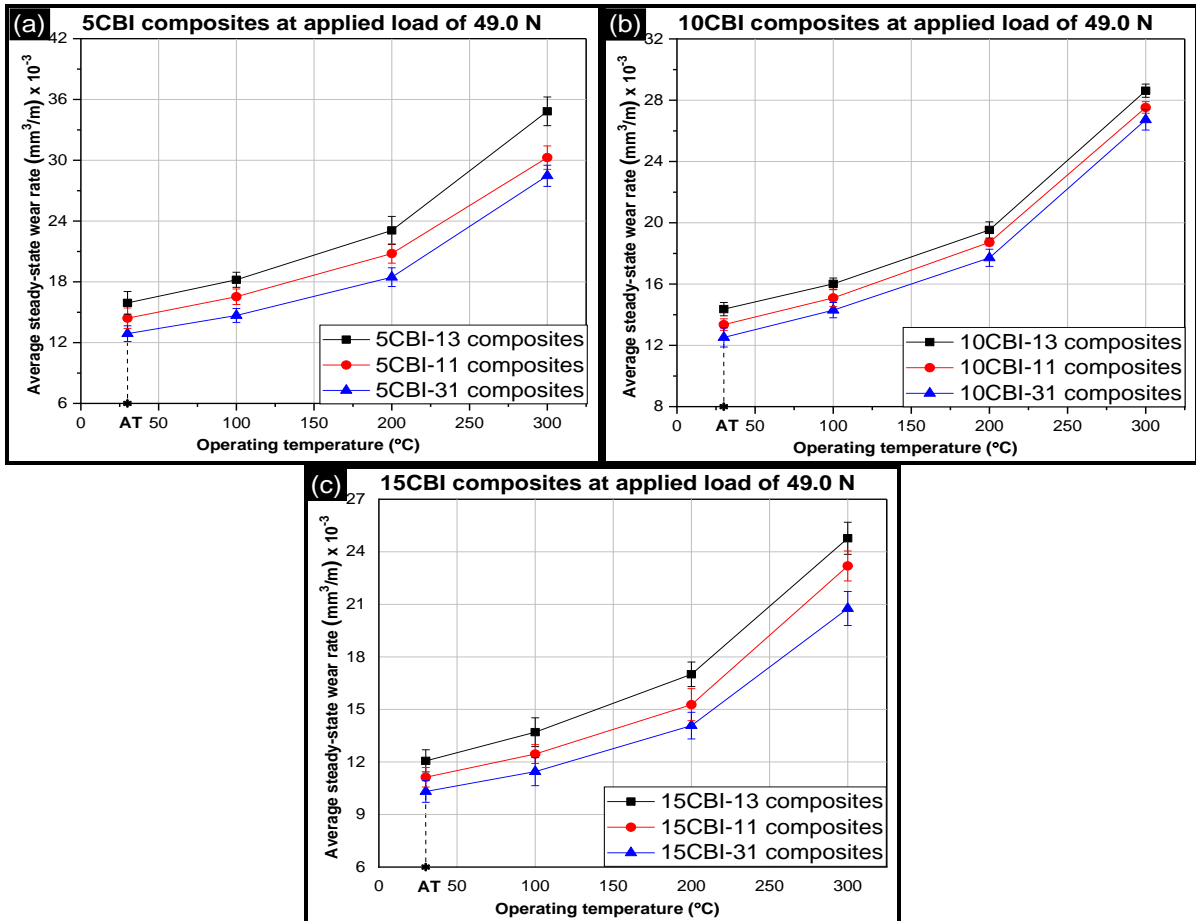 (a) 5CBI composites at applied load of 49.0 N
Average steady-state wear rate (mm³/m) x 10⁻³
42
36
30
24
18
12
6
5CBI-13 composites
5CBI-11 composites
5CBI-31 composites
0 AT 50 100 150 200 250 300
Operating temperature (°C)
(b) 10CBI composites at applied load of 49.0 N
Average steady-state wear rate (mm³/m) x 10⁻³
32
28
24
20
16
12
8
10CBI-13 composites
10CBI-11 composites
10CBI-31 composites
0 AT 50 100 150 200 250 300
Operating temperature (°C)
(c) 15CBI composites at applied load of 49.0 N
Average steady-state wear rate (mm³/m) x 10⁻³
27
24
21
18
15
12
9
6
15CBI-13 composites
15CBI-11 composites
15CBI-31 composites
0 AT 50 100 150 200 250 300
Operating temperature (°C)